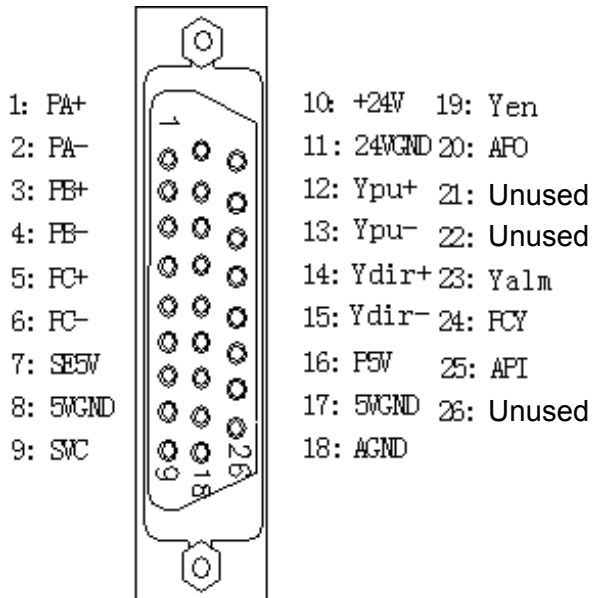 1: PA+
2: PA-
3: PB+
4: PB-
5: PC+
6: PC-
7: SE5V
8: 5VGND
9: SVC
1
9
18
26
10: +24V
11: 24VGND
12: Ypu+
13: Ypu-
14: Ydir+
15: Ydir-
16: P5V
17: 5VGND
18: AGND
19: Yen
20: APO
21: Unused
22: Unused
23: Yalm
24: PCY
25: API
26: Unused